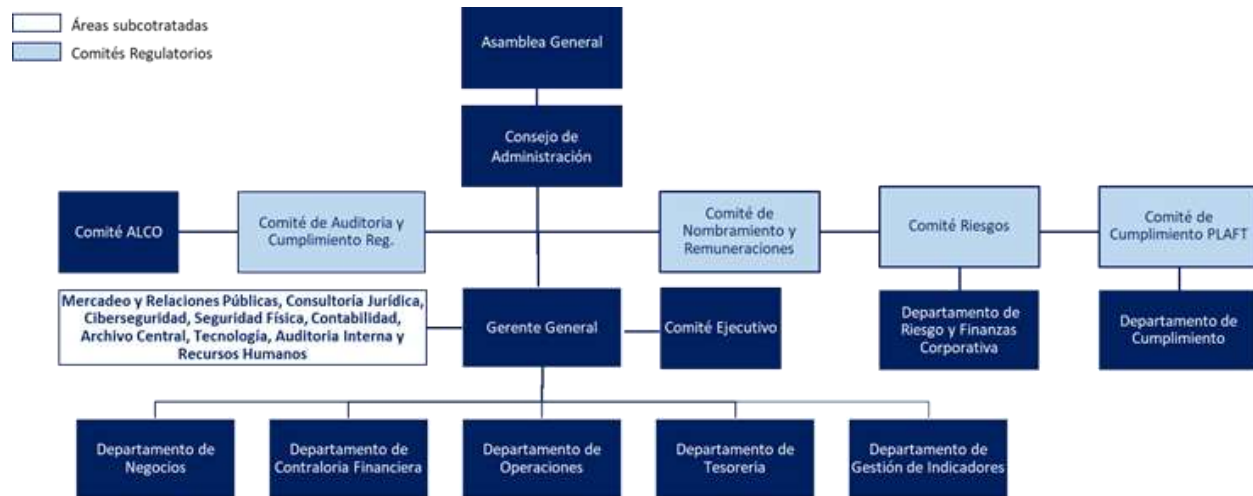 Áreas subcotratadas
Comités Regulatorios
Asamblea General
Consejo de
Administración
Comité ALCO
Comité de Auditoria y
Cumplimiento Reg.
Comité de
Nombramiento y
Remuneraciones
Comité Riesgos
Comité de
Cumplimiento PLAFT
Mercadeo y Relaciones Públicas, Consultoría Jurídica,
Ciberseguridad, Seguridad Física, Contabilidad,
Archivo Central, Tecnología, Auditoria Interna y
Recursos Humanos
Gerente General
Comité Ejecutivo
Departamento de
Riesgo y Finanzas
Corporativa
Departamento de
Cumplimiento
Departamento de
Negocios
Departamento de
Contraloria Financiera
Departamento de
Operaciones
Departamento de
Tesoreria
Departamento de
Gestión de Indicadores